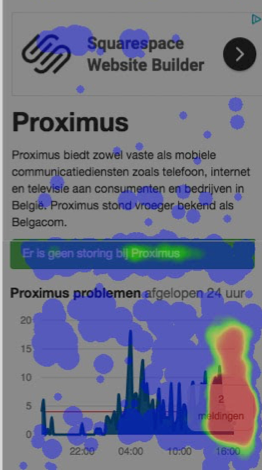 Squarespace
Website Builder
Proximus
Proximus biedt zowel vaste als mobiele
communicatiediensten zoals telefoon, internet
en televisie aan consumenten en bedrijven in
België. Proximus stond vroeger bekend als
Belgacom.
Er is geen storing bij Proximus
Proximus problemen afgelopen 24 uur
20
15
10
5
0
2
meldingen
22:00 04:00 10:00 16:00